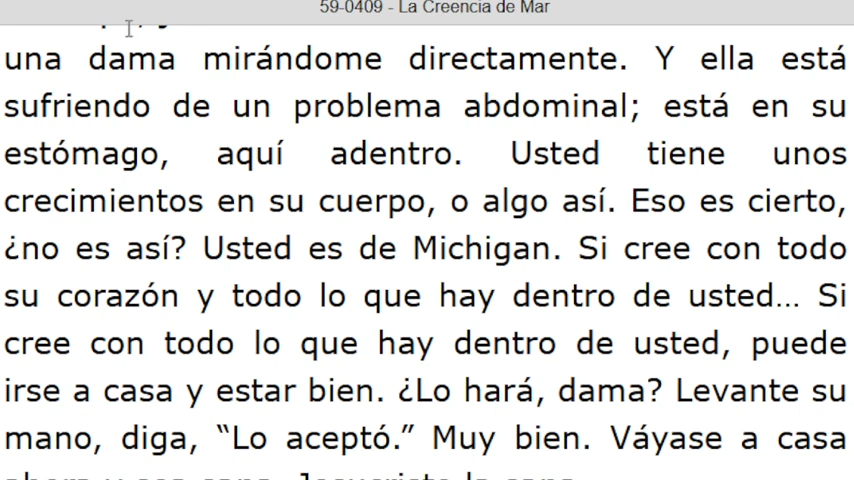 59-0409 - La Creencia de Mar
una dama mirándome directamente. Y ella está
sufriendo de un problema abdominal; está en su
estómago, aquí adentro. Usted tiene unos
crecimientos en su cuerpo, o algo así. Eso es cierto,
¿no es así? Usted es de Michigan. Si cree con todo
su corazón y todo lo que hay dentro de usted... Si
cree con todo lo que hay dentro de usted, puede
irse a casa y estar bien. ¿Lo hará, dama? Levante su
mano, diga, “Lo aceptó.” Muy bien. Váyase a casa